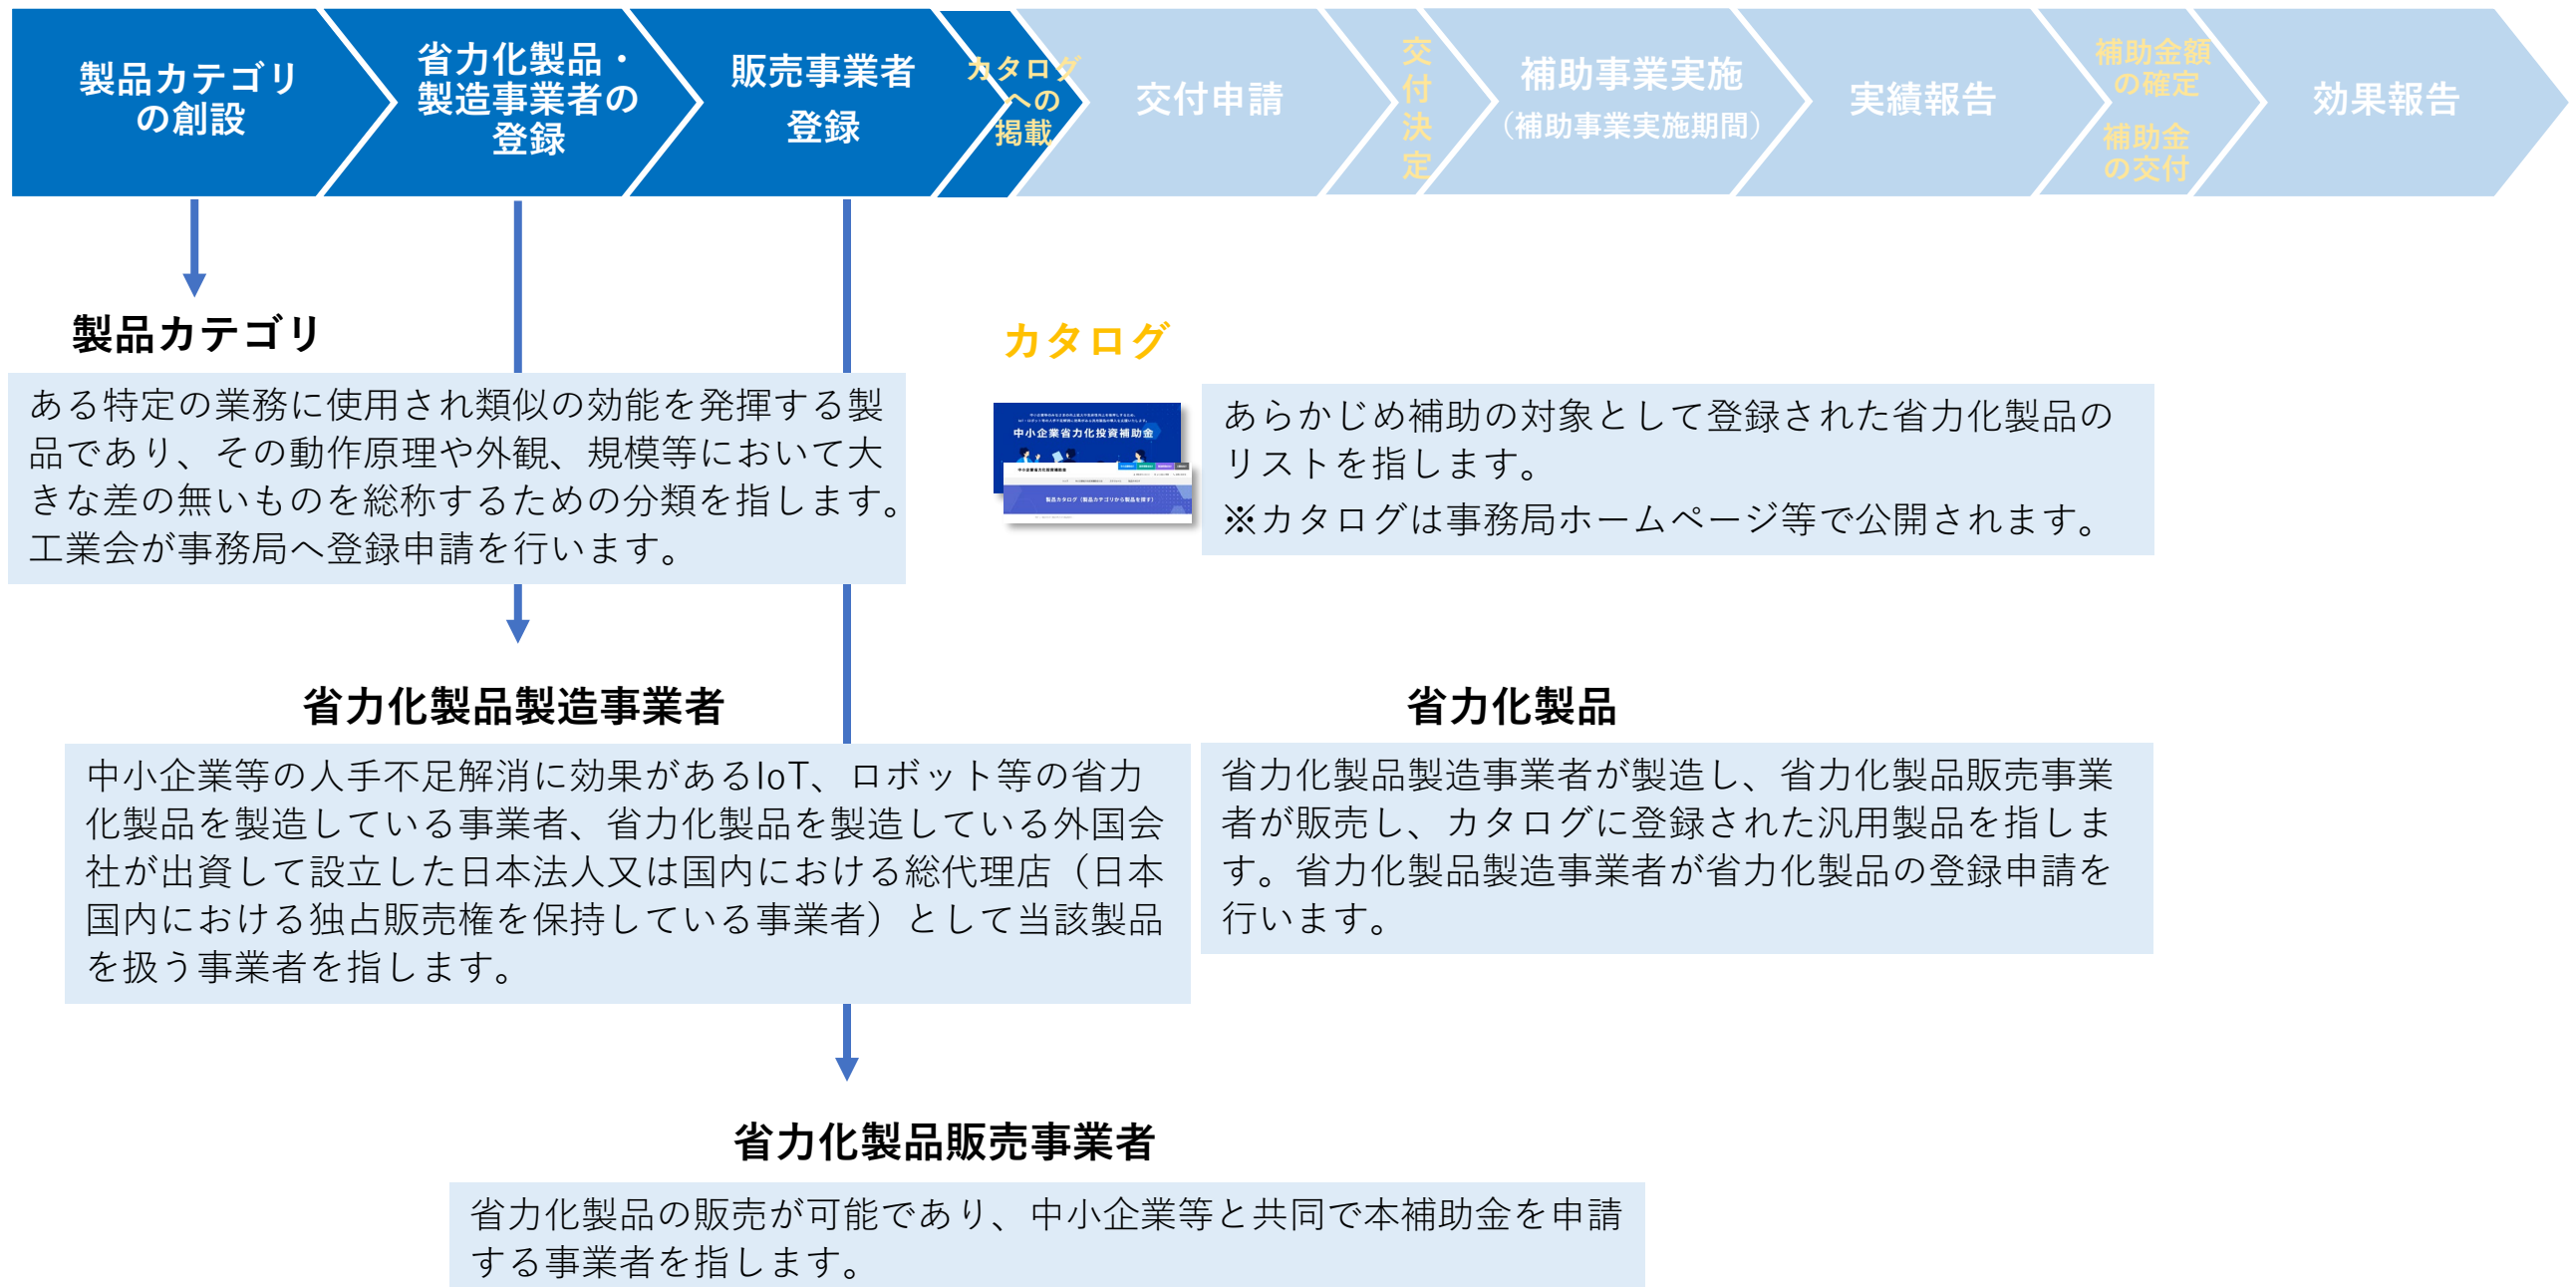 製品カテゴリ
の創設
省力化製品・
製造事業者の
登録
販売事業者
登録
カタログ
への
掲載
交付申請
交付決定
補助事業実施
（補助事業実施期間）
実績報告
補助金額
の確定
補助金
の交付
効果報告
製品カテゴリ
ある特定の業務に使用され類似の効能を発揮する製
品であり、その動作原理や外観、規模等において大
きな差の無いものを総称するための分類を指します。
工業会が事務局へ登録申請を行います。
カタログ
中小企業省力化投資補助金
製品カタログ（製品カテゴリから製品を探す）
あらかじめ補助の対象として登録された省力化製品の
リストを指します。
※カタログは事務局ホームページ等で公開されます。
省力化製品製造事業者
中小企業等の人手不足解消に効果があるIoT、ロボット等の省力
化製品を製造している事業者、省力化製品を製造している外国会
社が出資して設立した日本法人又は国内における総代理店（日本
国内における独占販売権を保持している事業者）として当該製品
を扱う事業者を指します。
省力化製品
省力化製品製造事業者が製造し、省力化製品販売事業
者が販売し、カタログに登録された汎用製品を指しま
す。省力化製品製造事業者が省力化製品の登録申請を
行います。
省力化製品販売事業者
省力化製品の販売が可能であり、中小企業等と共同で本補助金を申請
する事業者を指します。